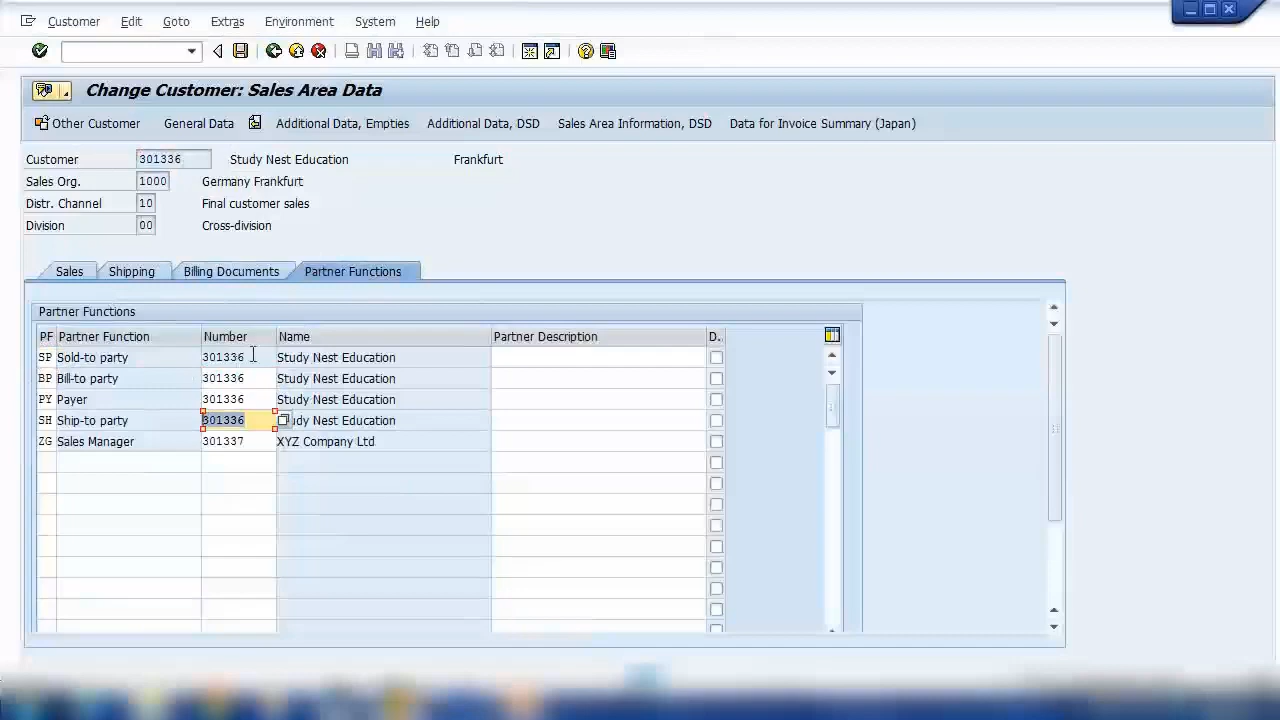 Customer Edit Goto Extras Environment System Help
Change Customer: Sales Area Data
Other Customer General Data Additional Data, Empties Additional Data, DSD Sales Area Information, DSD Data for Invoice Summary (Japan)
Customer 301336 Study Nest Education Frankfurt
Sales Org. 1000 Germany Frankfurt
Distr. Channel 10 Final customer sales
Division 00 Cross-division
Sales Shipping Billing Documents Partner Functions
Partner Functions
PF Partner Function Number Name Partner Description D..
SP Sold-to party 301336 Study Nest Education
BP Bill-to party 301336 Study Nest Education
PY Payer 301336 Study Nest Education
SH Ship-to party 301336 udy Nest Education
ZG Sales Manager 301337 XYZ Company Ltd